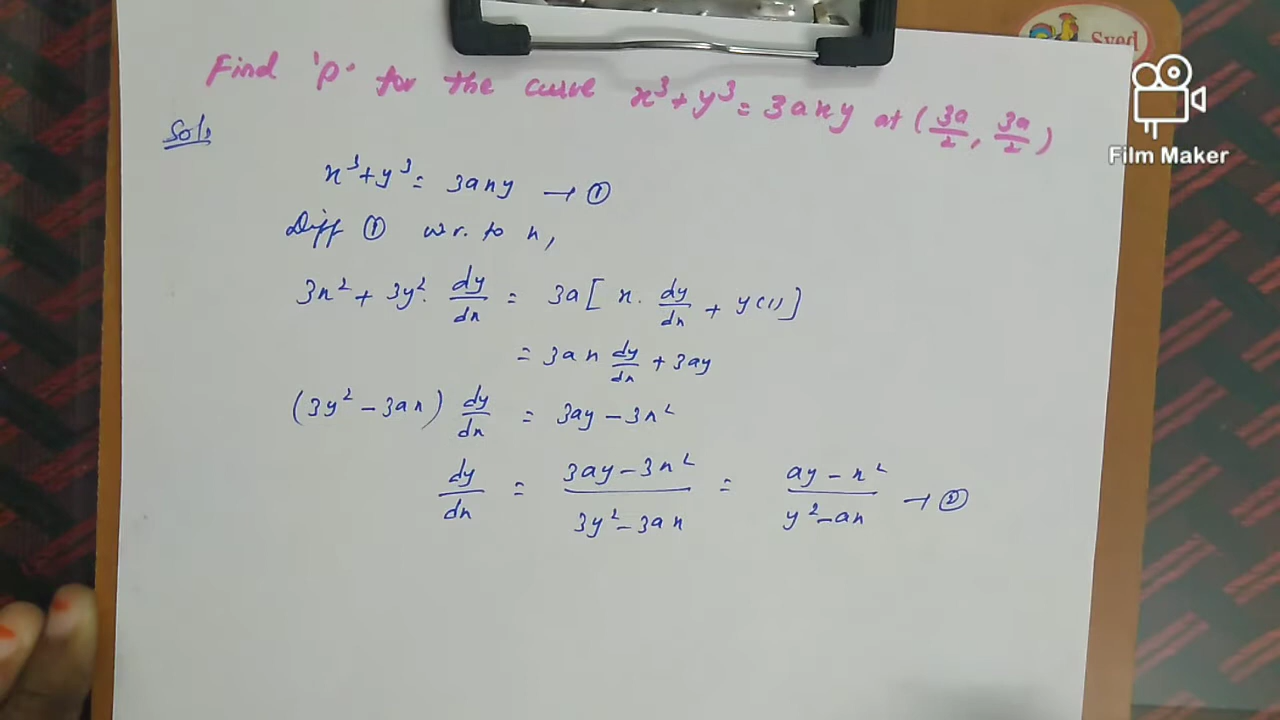 Find 'ρ' for the curve x³+y³=3axy at (3a/2, 3a/2)
Sol:
x³+y³ = 3axy → ①
Diff ① w.r. to x,
3x² + 3y². dy/dx = 3a[ x. dy/dx + y(1)]
= 3ax dy/dx + 3ay
(3y² - 3ax) dy/dx = 3ay - 3x²
dy/dx = 3ay-3x² / 3y²-3ax = ay-x² / y²-ax → ②
Syed
Film Maker